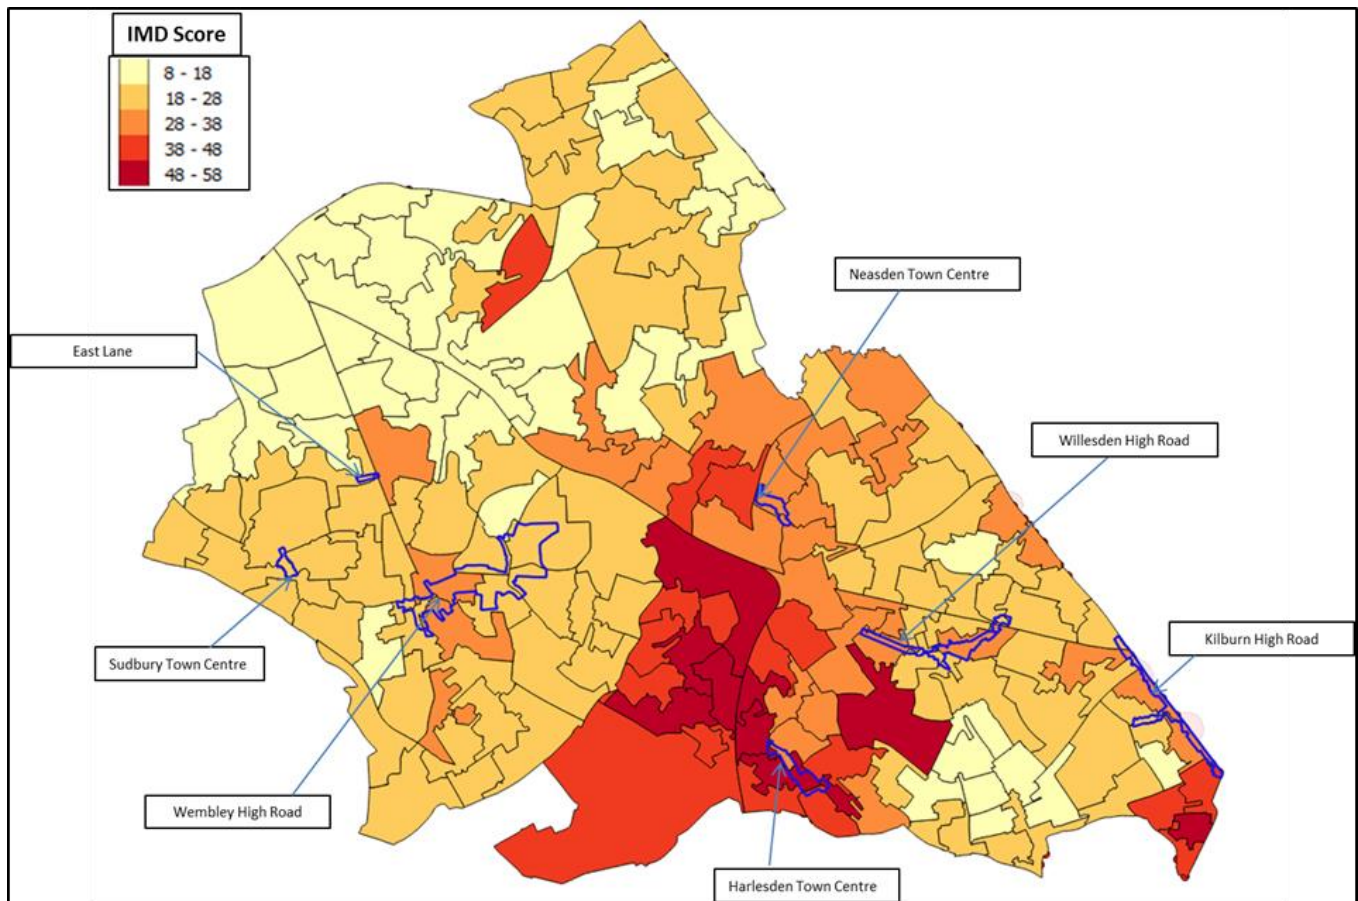 IMD Score
8 - 18
18 - 28
28 - 38
38 - 48
48 - 58
Neasden Town Centre
East Lane
Willesden High Road
Kilburn High Road
Sudbury Town Centre
Wembley High Road
Harlesden Town Centre